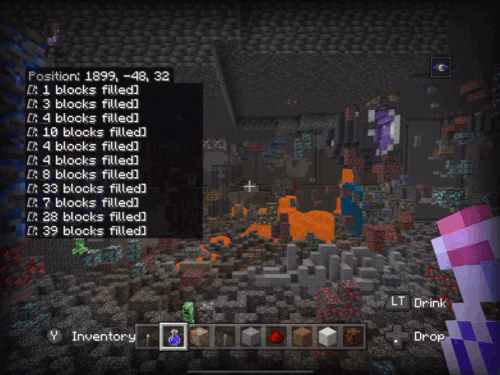 Position: 1899, -48, 32
[!: 1 blocks filled]
[!: 3 blocks filled]
[!: 4 blocks filled]
[!: 10 blocks filled]
[!: 4 blocks filled]
[!: 4 blocks filled]
[!: 8 blocks filled]
[!: 33 blocks filled]
[!: 7 blocks filled]
[!: 28 blocks filled]
[!: 39 blocks filled]
LT Drink
Y Inventory
Drop